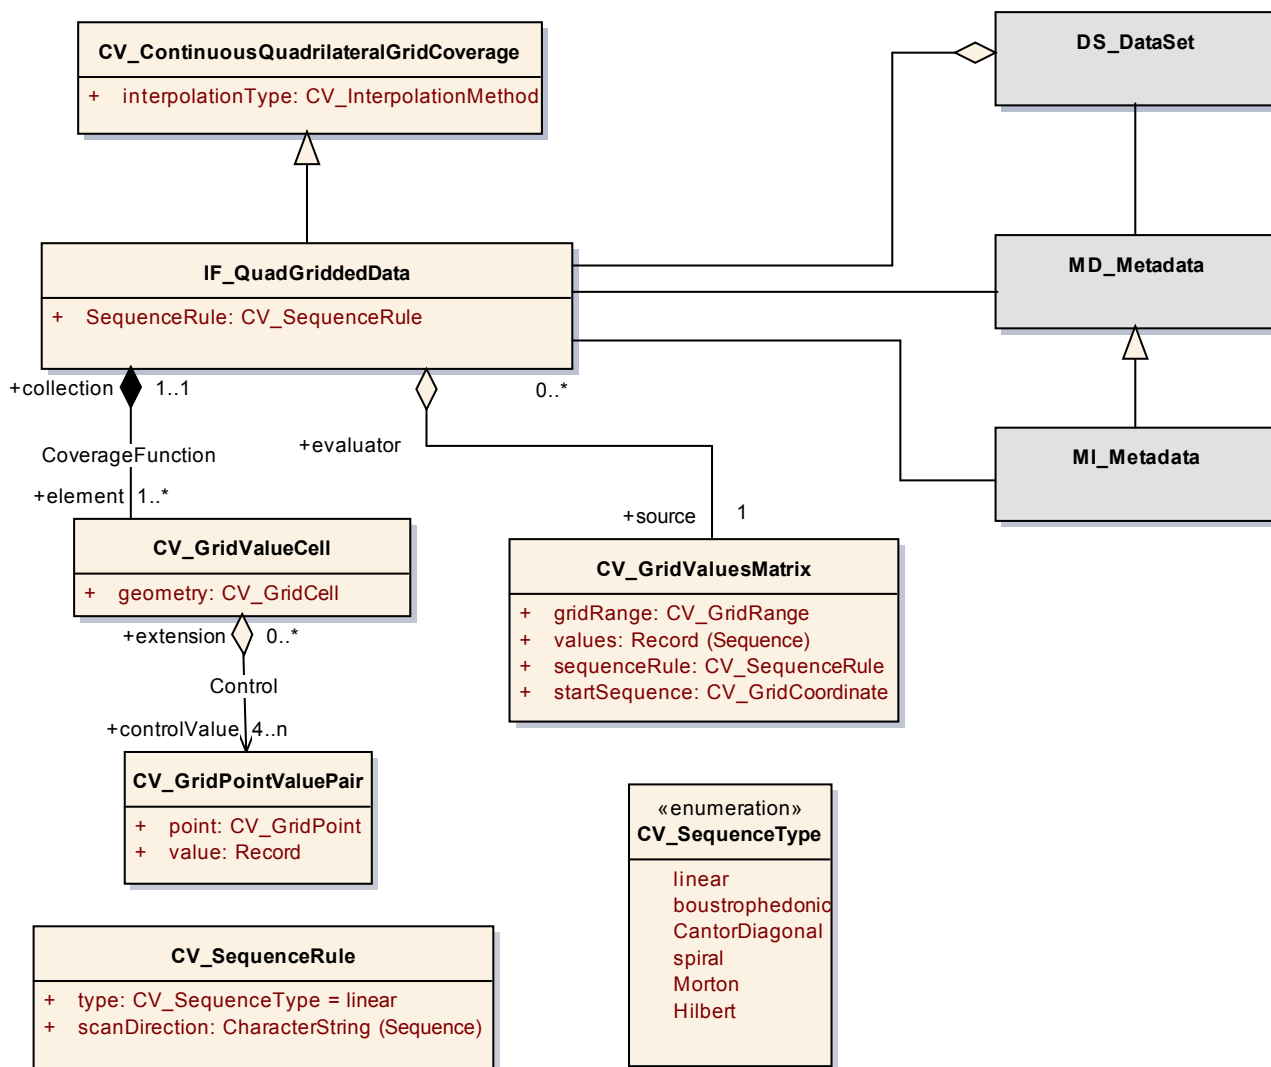 CV_ContinuousQuadrilateralGridCoverage
+ interpolationType: CV_InterpolationMethod
DS_DataSet
IF_QuadGriddedData
+ SequenceRule: CV_SequenceRule
MD_Metadata
+collection 1..1
0..*
CoverageFunction
+evaluator
MI_Metadata
+element 1..*
+source 1
CV_GridValueCell
+ geometry: CV_GridCell
CV_GridValuesMatrix
+ gridRange: CV_GridRange
+ values: Record (Sequence)
+ sequenceRule: CV_SequenceRule
+ startSequence: CV_GridCoordinate
+extension 0..*
Control
+controlValue 4..n
CV_GridPointValuePair
+ point: CV_GridPoint
+ value: Record
«enumeration»
CV_SequenceType
linear
boustrophedonic
CantorDiagonal
spiral
Morton
Hilbert
CV_SequenceRule
+ type: CV_SequenceType = linear
+ scanDirection: CharacterString (Sequence)